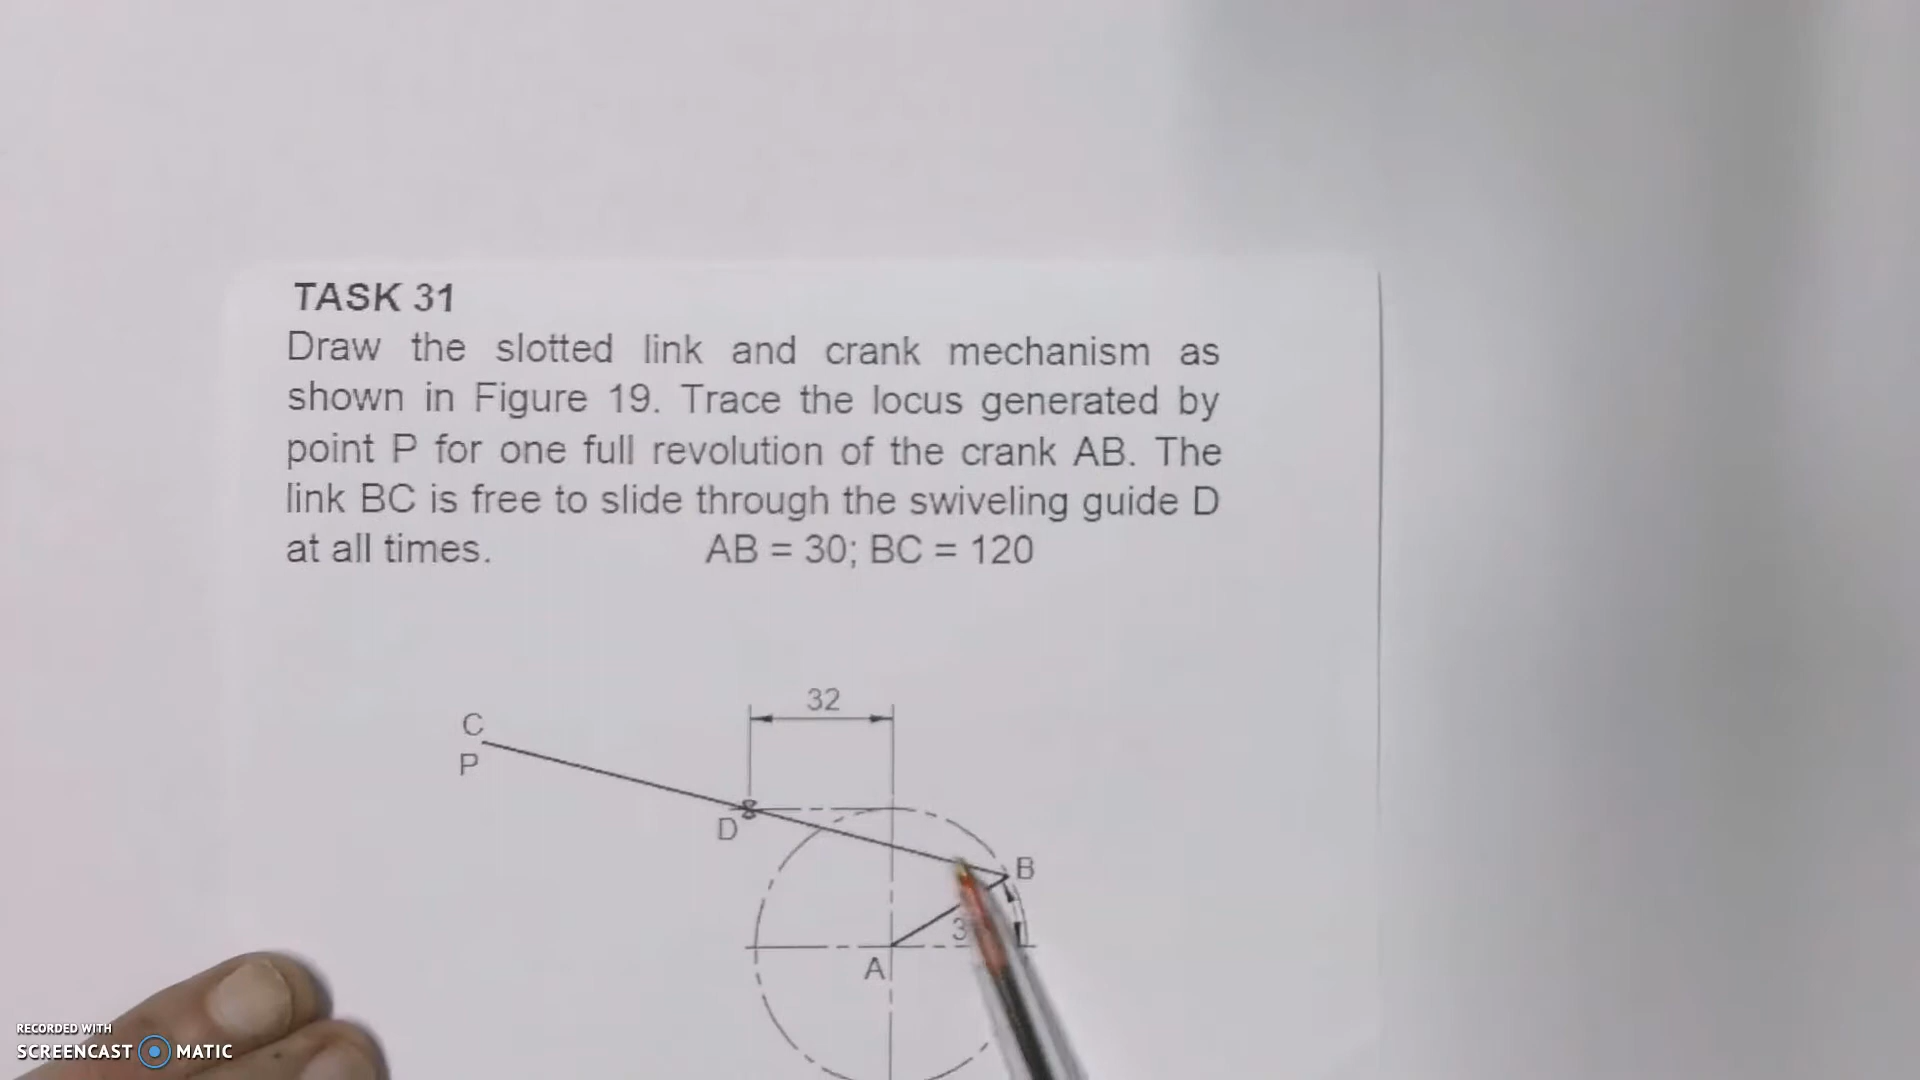 TASK 31
Draw the slotted link and crank mechanism as
shown in Figure 19. Trace the locus generated by
point P for one full revolution of the crank AB. The
link BC is free to slide through the swiveling guide D
at all times. AB = 30; BC = 120
32
C
P
D
B
3
A
RECORDED WITH
SCREENCAST MATIC